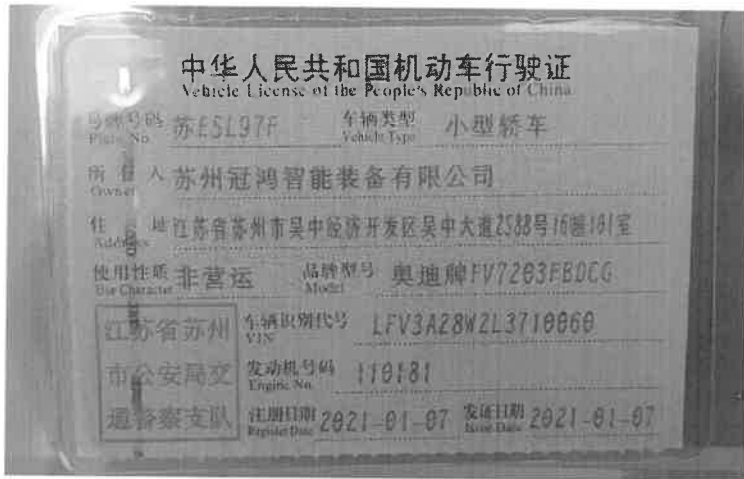 中华人民共和国机动车行驶证
Vehicle License of the People's Republic of China
号牌号码 苏E5L97F 车辆类型 小型轿车
Plate No. Vehicle Type
所有人 苏州冠鸿智能装备有限公司
Owner
住址 江苏省苏州市吴中经济开发区吴中大道2588号16幢101室
Address
使用性质 非营运 品牌型号 奥迪牌FV7203FBDCG
Use Character Model
江苏省苏州 车辆识别代号 LFV3A28W2L3710060
VIN
市公安局交 发动机号码 110181
Engine No.
通警察支队 注册日期 2021-01-07 发证日期 2021-01-07
Register Date Issue Date